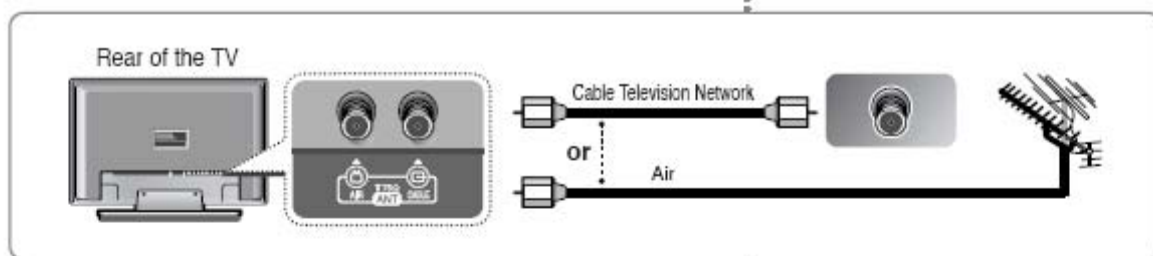 Rear of the TV
Cable Television Network
or
Air
AIR
ANT
CABLE